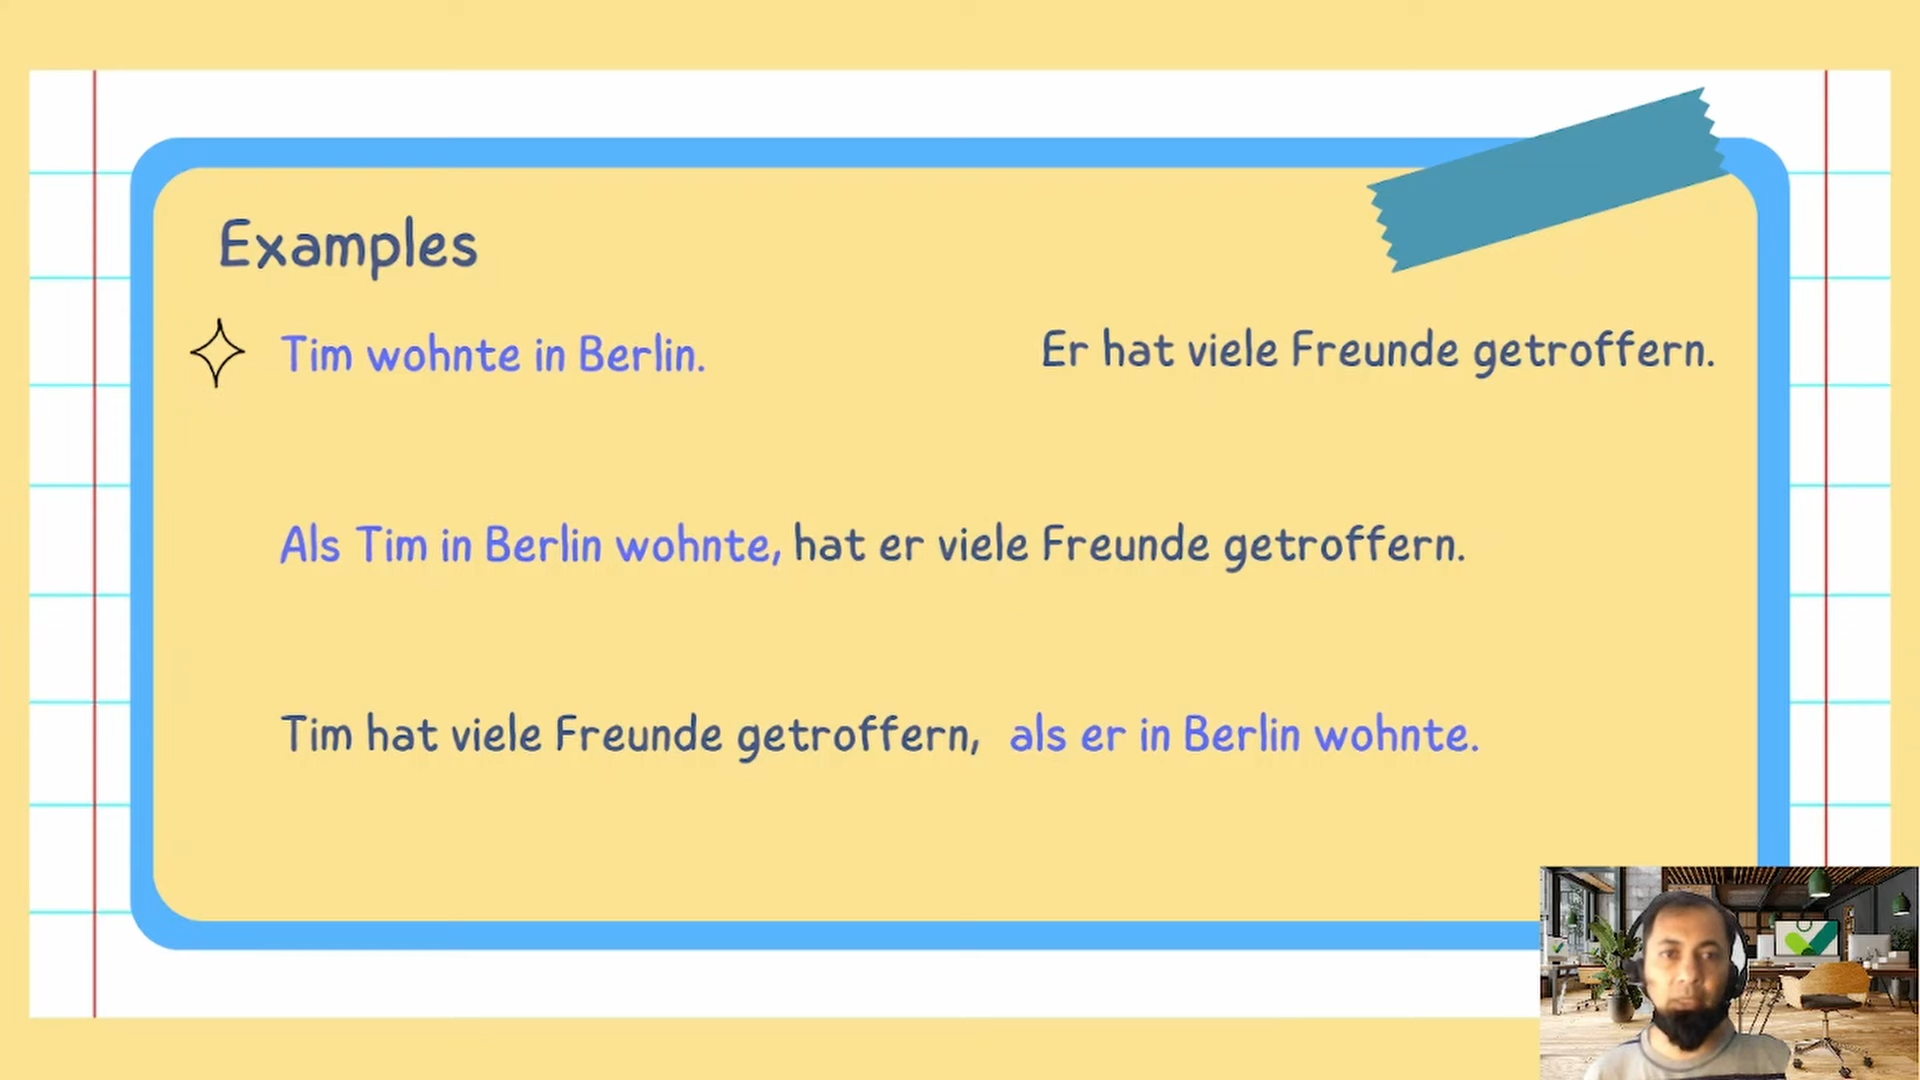 Examples
Tim wohnte in Berlin.
Er hat viele Freunde getroffern.
Als Tim in Berlin wohnte, hat er viele Freunde getroffern.
Tim hat viele Freunde getroffern, als er in Berlin wohnte.